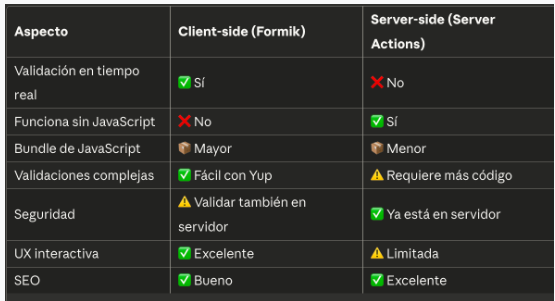 Aspecto Client-side (Formik) Server-side (Server Actions)
Validación en tiempo real ✅ Sí ❌ No
Funciona sin JavaScript ❌ No ✅ Sí
Bundle de JavaScript 📦 Mayor 📦 Menor
Validaciones complejas ✅ Fácil con Yup ⚠️ Requiere más código
Seguridad ⚠️ Validar también en servidor ✅ Ya está en servidor
UX interactiva ✅ Excelente ⚠️ Limitada
SEO ✅ Bueno ✅ Excelente